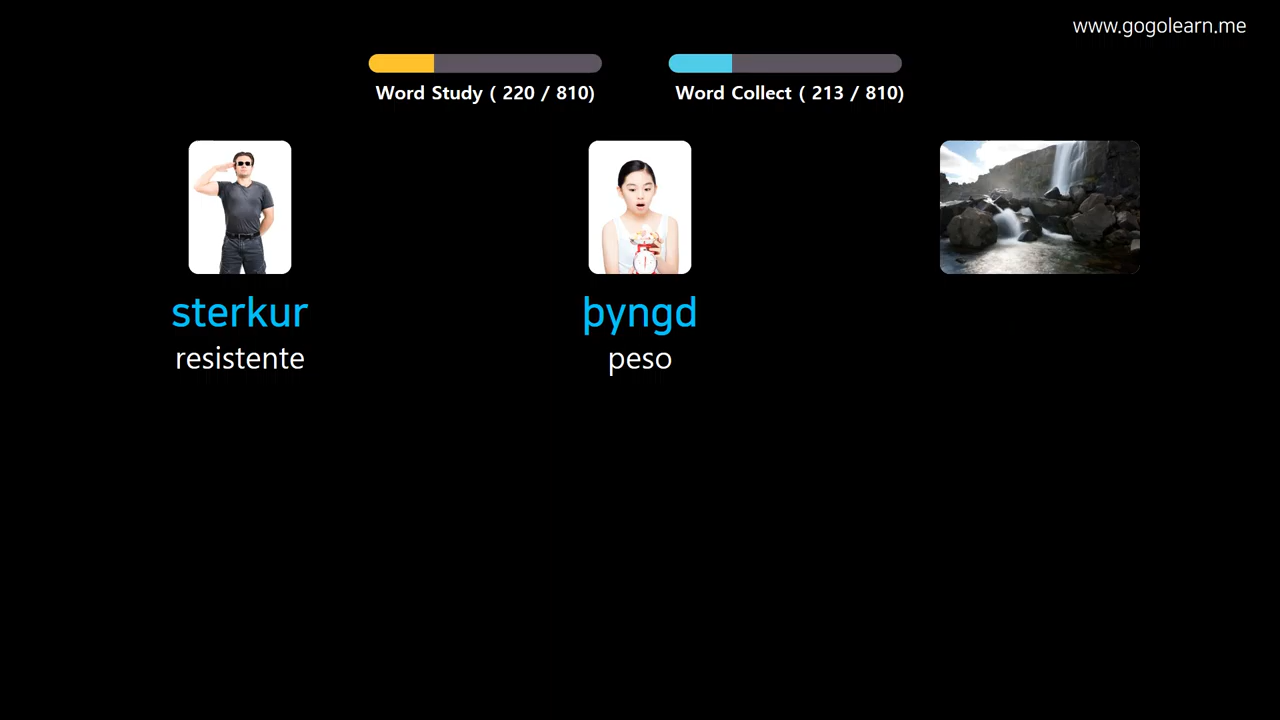 www.gogolearn.me
Word Study ( 220 / 810)
Word Collect ( 213 / 810)
sterkur
resistente
þyngd
peso